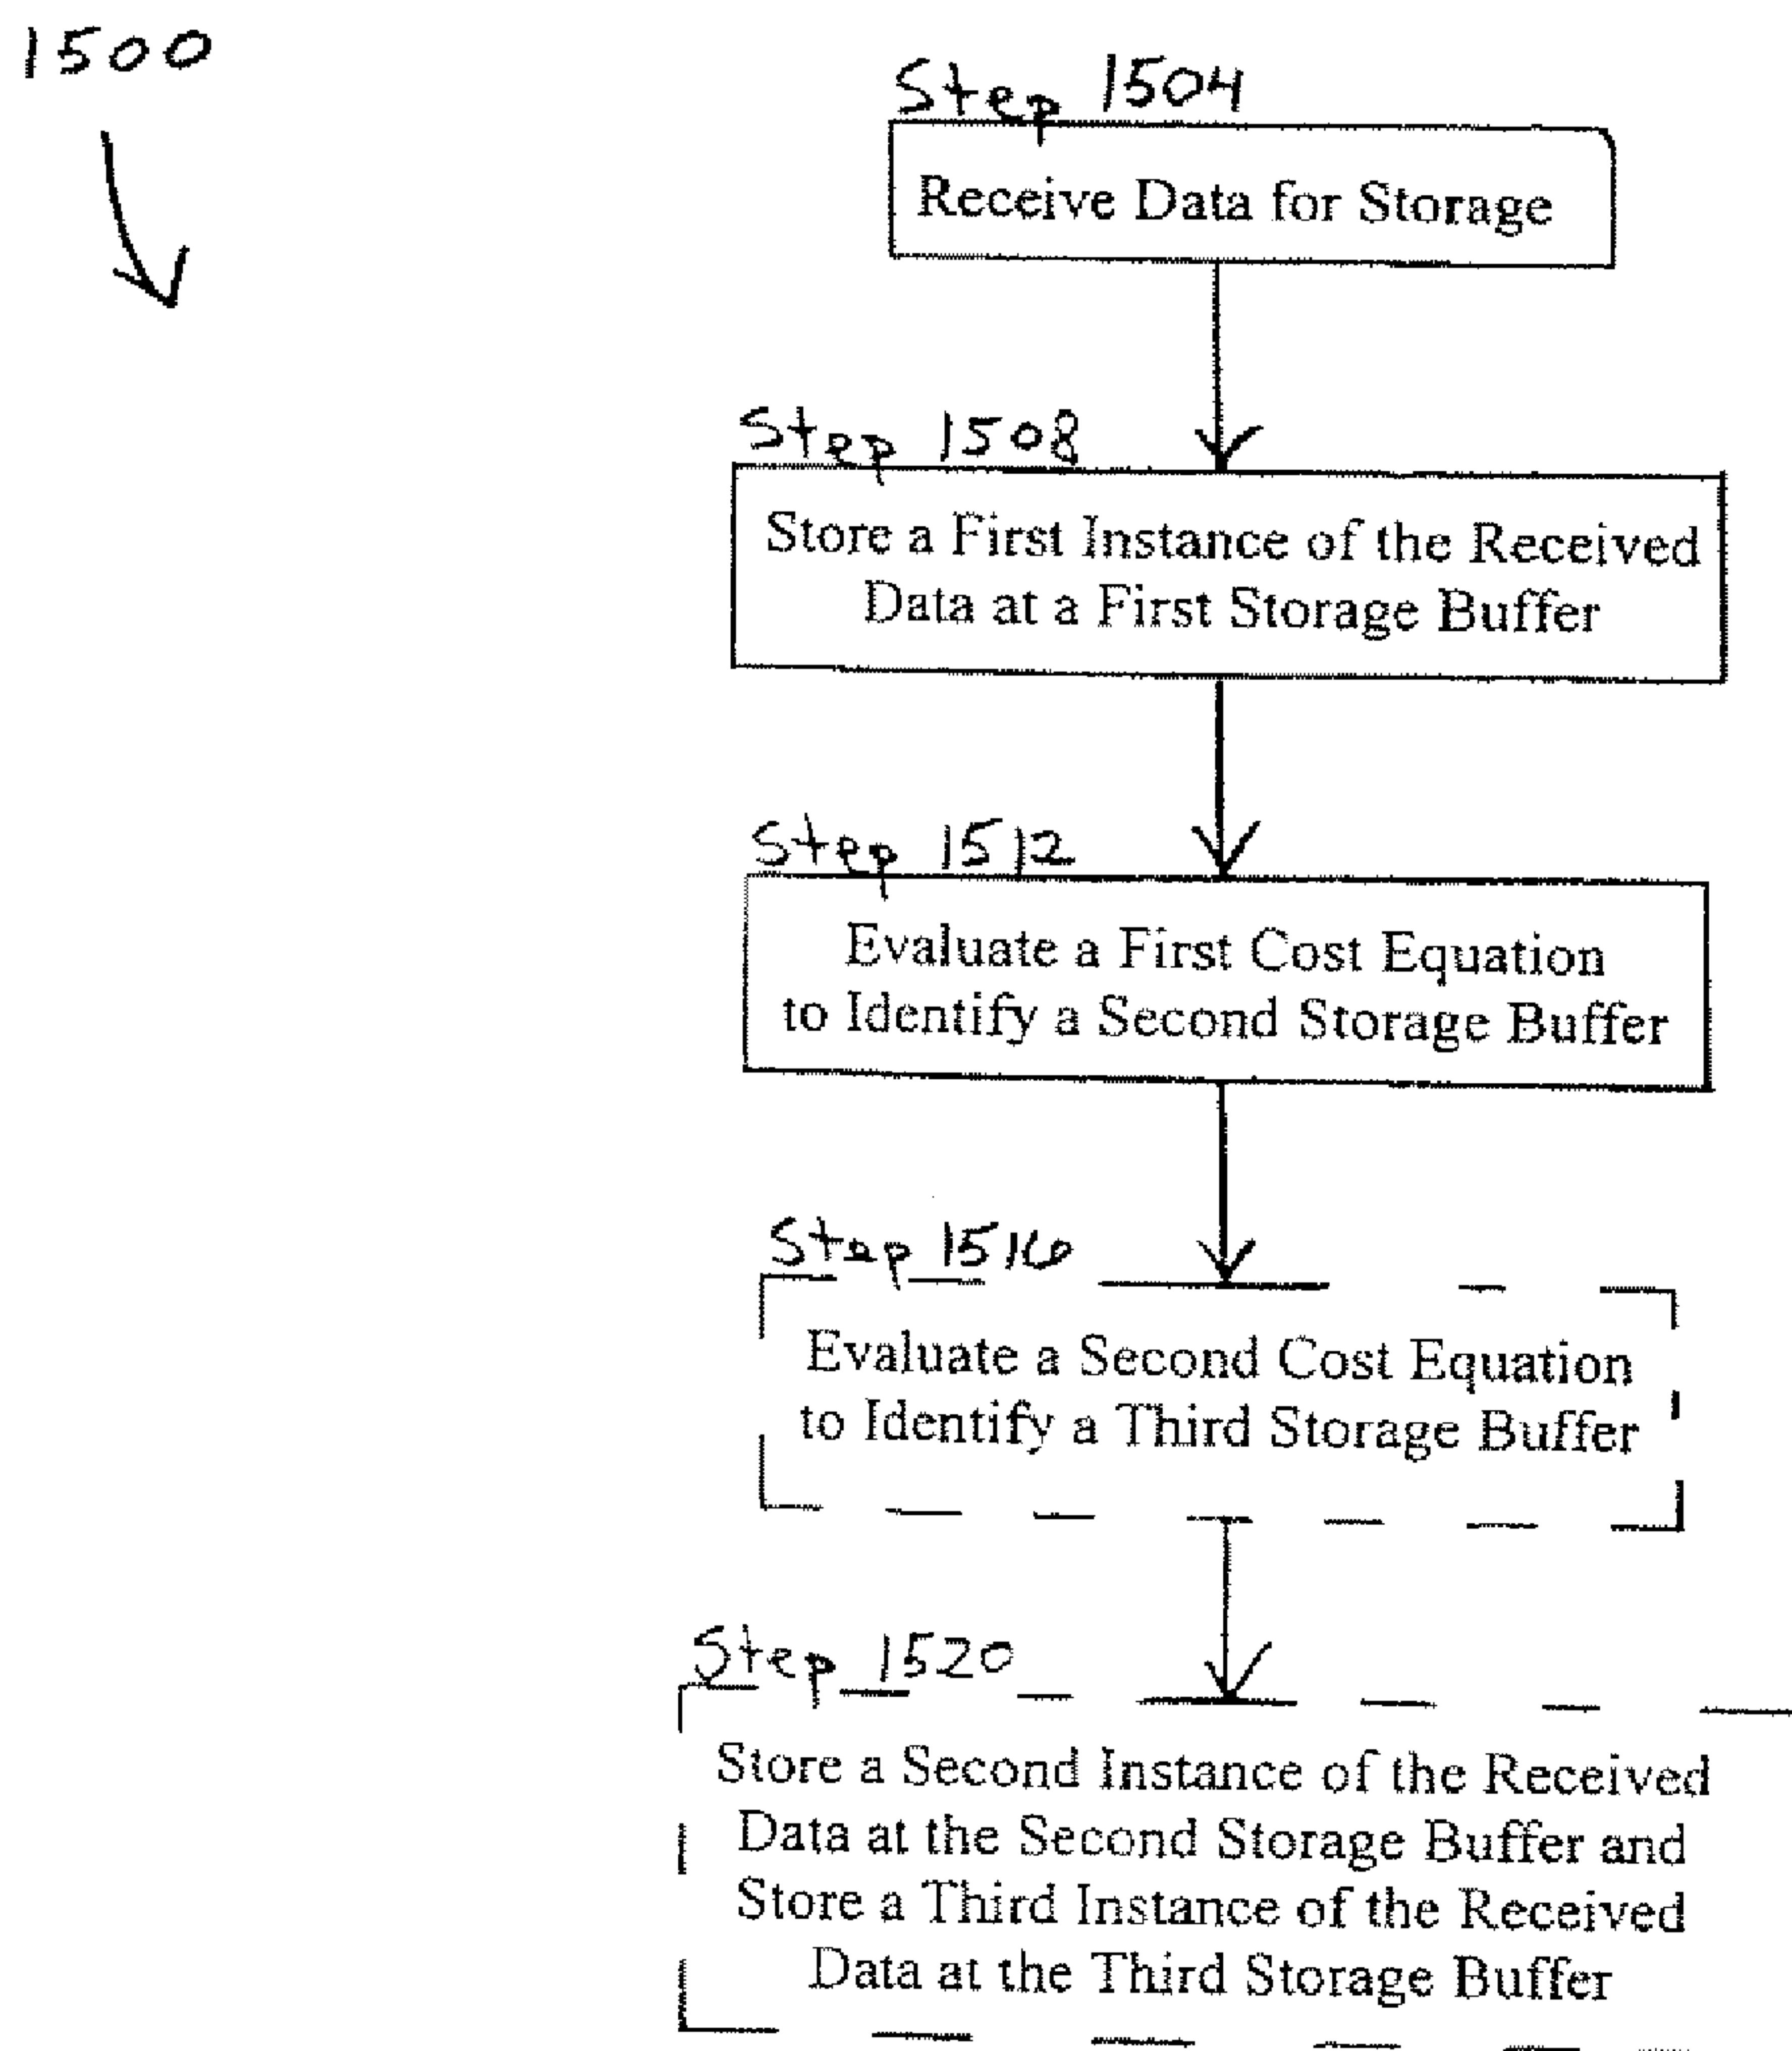 1500
Step 1504
Receive Data for Storage
Step 1508
Store a First Instance of the Received
Data at a First Storage Buffer
Step 1512
Evaluate a First Cost Equation
to Identify a Second Storage Buffer
Step 1516
Evaluate a Second Cost Equation
to Identify a Third Storage Buffer
Step 1520
Store a Second Instance of the Received
Data at the Second Storage Buffer and
Store a Third Instance of the Received
Data at the Third Storage Buffer